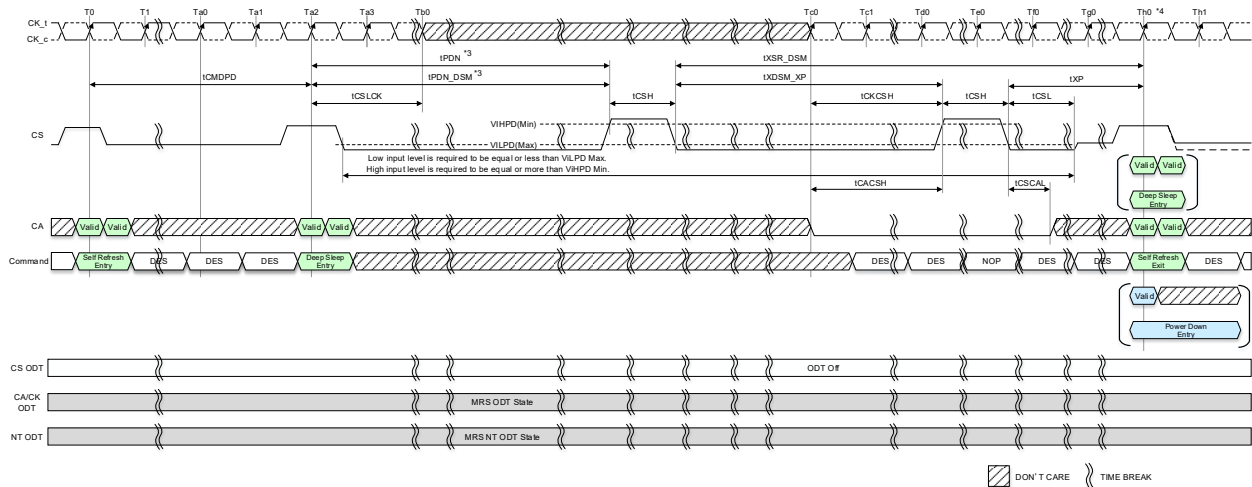 T0 T1 Ta0 Ta1 Ta2 Ta3 Tb0 Tc0 Tc1 Td0 Te0 Tf0 Tg0 Th0 *4 Th1
CK_t
CK_c
tPDN *3 tXSR_DSM
tCMDPD tPDN_DSM *3 tXDSM_XP tXP
tCSLCK tCSH tCKCSH tCSH tCSL
VIHPD(Min)
CS
VILPD(Max)
Low input level is required to be equal or less than ViLPD Max.
High input level is required to be equal or more than ViHPD Min.
Valid Valid
tCACSH tCSCAL
Deep Sleep
Entry
CA Valid Valid Valid Valid Valid Valid
Command Self Refresh Entry DES DES DES Deep Sleep Entry DES DES NOP DES DES Self Refresh Exit DES
Valid
Power Down
Entry
CS ODT ODT Off
CA/CK
ODT MRS ODT State
NT ODT MRS NT ODT State
DON'T CARE TIME BREAK